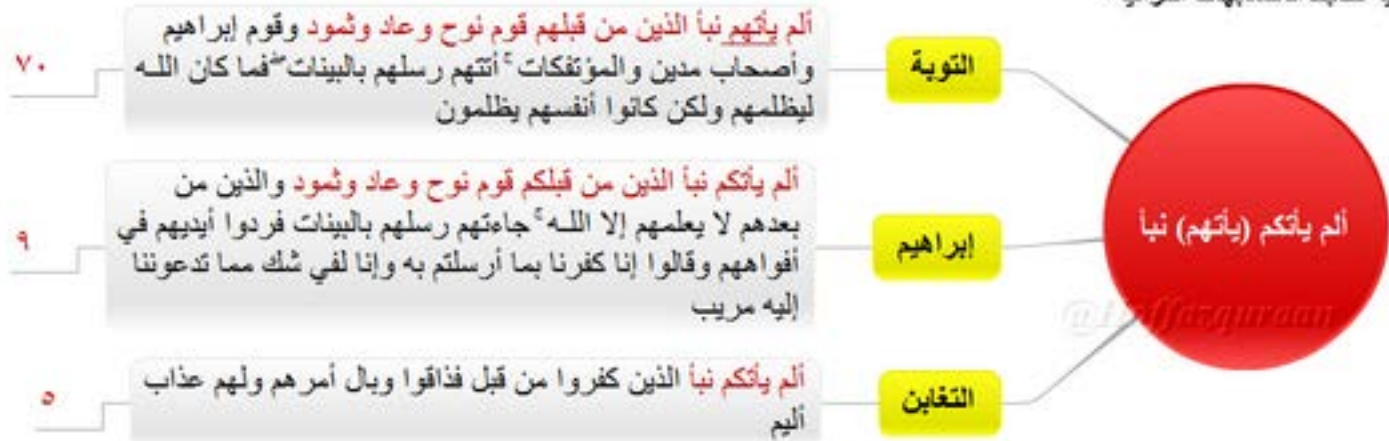 ألم يأتكم (يأتهم) نبأ
التوبة
ألم يأتهم نبأ الذين من قبلهم قوم نوح وعاد وثمود وقوم إبراهيم
وأصحاب مدين والمؤتفكات ۚ أتتهم رسلهم بالبينات ۖ فما كان اللـه
ليظلمهم ولكن كانوا أنفسهم يظلمون
٧٠
إبراهيم
ألم يأتكم نبأ الذين من قبلكم قوم نوح وعاد وثمود والذين من
بعدهم لا يعلمهم إلا اللـه ۚ جاءتهم رسلهم بالبينات فردوا أيديهم في
أفواههم وقالوا إنا كفرنا بما أرسلتم به وإنا لفي شك مما تدعوننا
إليه مريب
٩
التغابن
ألم يأتكم نبأ الذين كفروا من قبل فذاقوا وبال أمرهم ولهم عذاب
أليم
٥